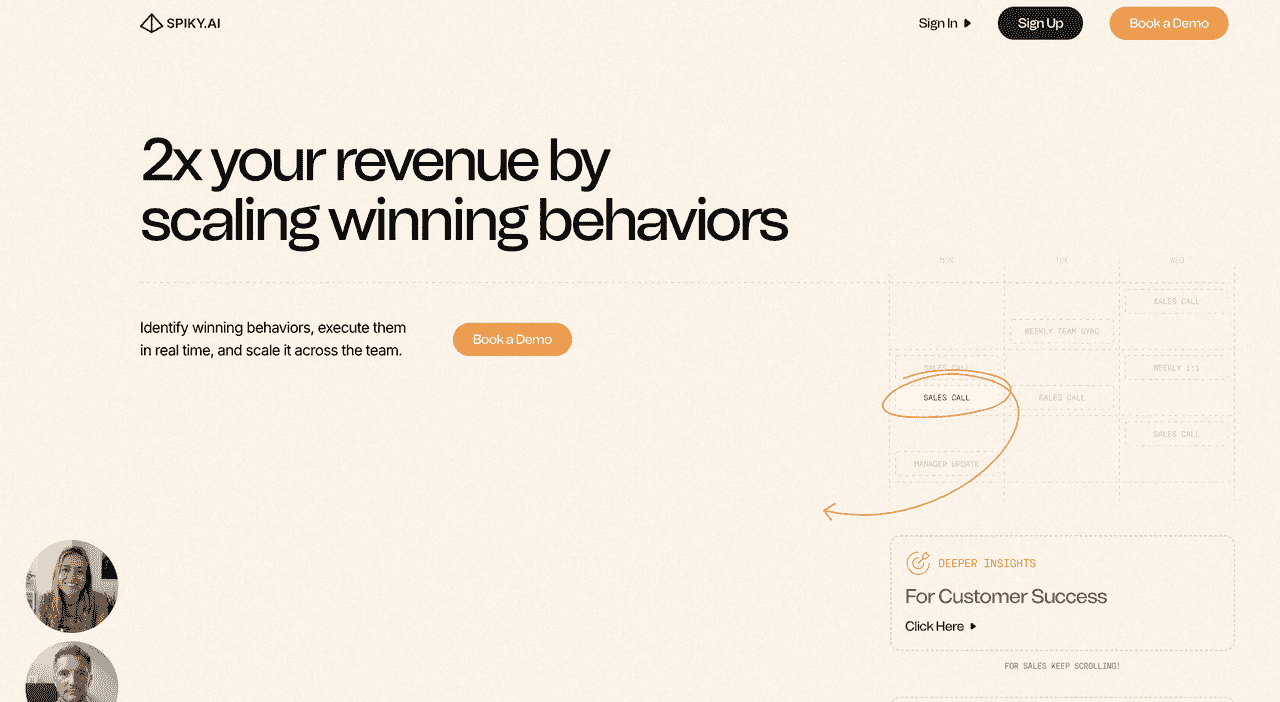 SPIKY.AI
Sign In
Sign Up
Book a Demo
2x your revenue by
scaling winning behaviors
Identify winning behaviors, execute them
in real time, and scale it across the team.
Book a Demo
MON
TUE
WED
SALES CALL
WEEKLY TEAM SYNC
SALES CALL
WEEKLY 1:1
SALES CALL
SALES CALL
SALES CALL
MANAGER UPDATE
DEEPER INSIGHTS
For Customer Success
Click Here
FOR SALES KEEP SCROLLING!